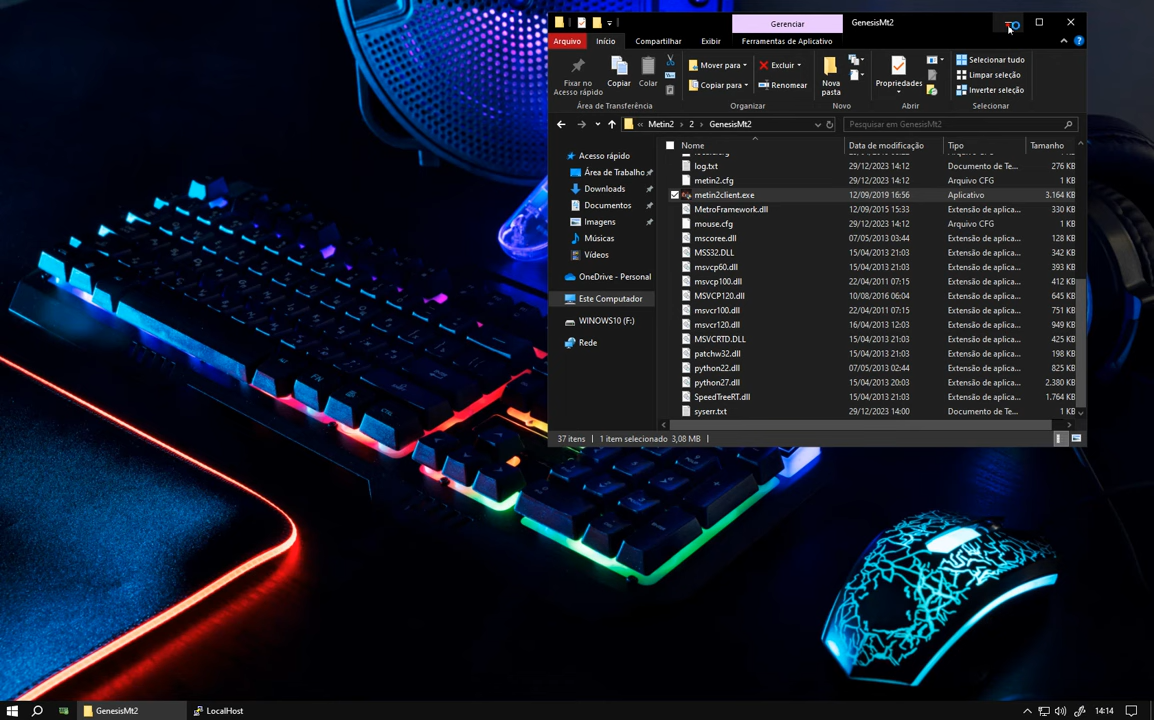 Gerenciar
GenesisMt2
Arquivo
Início
Compartilhar
Exibir
Ferramentas de Aplicativo
Fixar no
Acesso rápido
Copiar
Colar
Área de Transferência
Mover para
Copiar para
Excluir
Renomear
Organizar
Nova
pasta
Novo
Propriedades
Abrir
Selecionar tudo
Limpar seleção
Inverter seleção
Selecionar
« Metin2 > 2 > GenesisMt2
Pesquisar em GenesisMt2
Acesso rápido
Área de Trabalho
Downloads
Documentos
Imagens
Músicas
Vídeos
OneDrive - Personal
Este Computador
WINOWS10 (F:)
Rede
Nome Data de modificação Tipo Tamanho
log.txt 29/12/2023 14:12 Documento de Te... 276 KB
metin2.cfg 29/12/2023 14:12 Arquivo CFG 1 KB
metin2client.exe 12/09/2019 16:56 Aplicativo 3.164 KB
MetroFramework.dll 12/09/2015 15:33 Extensão de aplica... 330 KB
mouse.cfg 29/12/2023 14:12 Arquivo CFG 1 KB
mscoree.dll 07/05/2013 03:44 Extensão de aplica... 128 KB
MSS32.DLL 15/04/2013 21:03 Extensão de aplica... 342 KB
msvcp60.dll 15/04/2013 21:03 Extensão de aplica... 393 KB
msvcp100.dll 22/04/2011 07:15 Extensão de aplica... 412 KB
MSVCP120.dll 10/08/2016 06:04 Extensão de aplica... 645 KB
msvcr100.dll 22/04/2011 07:15 Extensão de aplica... 751 KB
msvcr120.dll 16/04/2013 12:03 Extensão de aplica... 949 KB
MSVCRTD.DLL 15/04/2013 21:03 Extensão de aplica... 425 KB
patchw32.dll 15/04/2013 21:03 Extensão de aplica... 198 KB
python22.dll 07/05/2013 02:44 Extensão de aplica... 825 KB
python27.dll 15/04/2013 20:03 Extensão de aplica... 2.380 KB
SpeedTreeRT.dll 15/04/2013 21:03 Extensão de aplica... 1.764 KB
syserr.txt 29/12/2023 14:00 Documento de Te... 0 KB
37 itens 1 item selecionado 3,08 MB
GenesisMt2
LocalHost
14:14